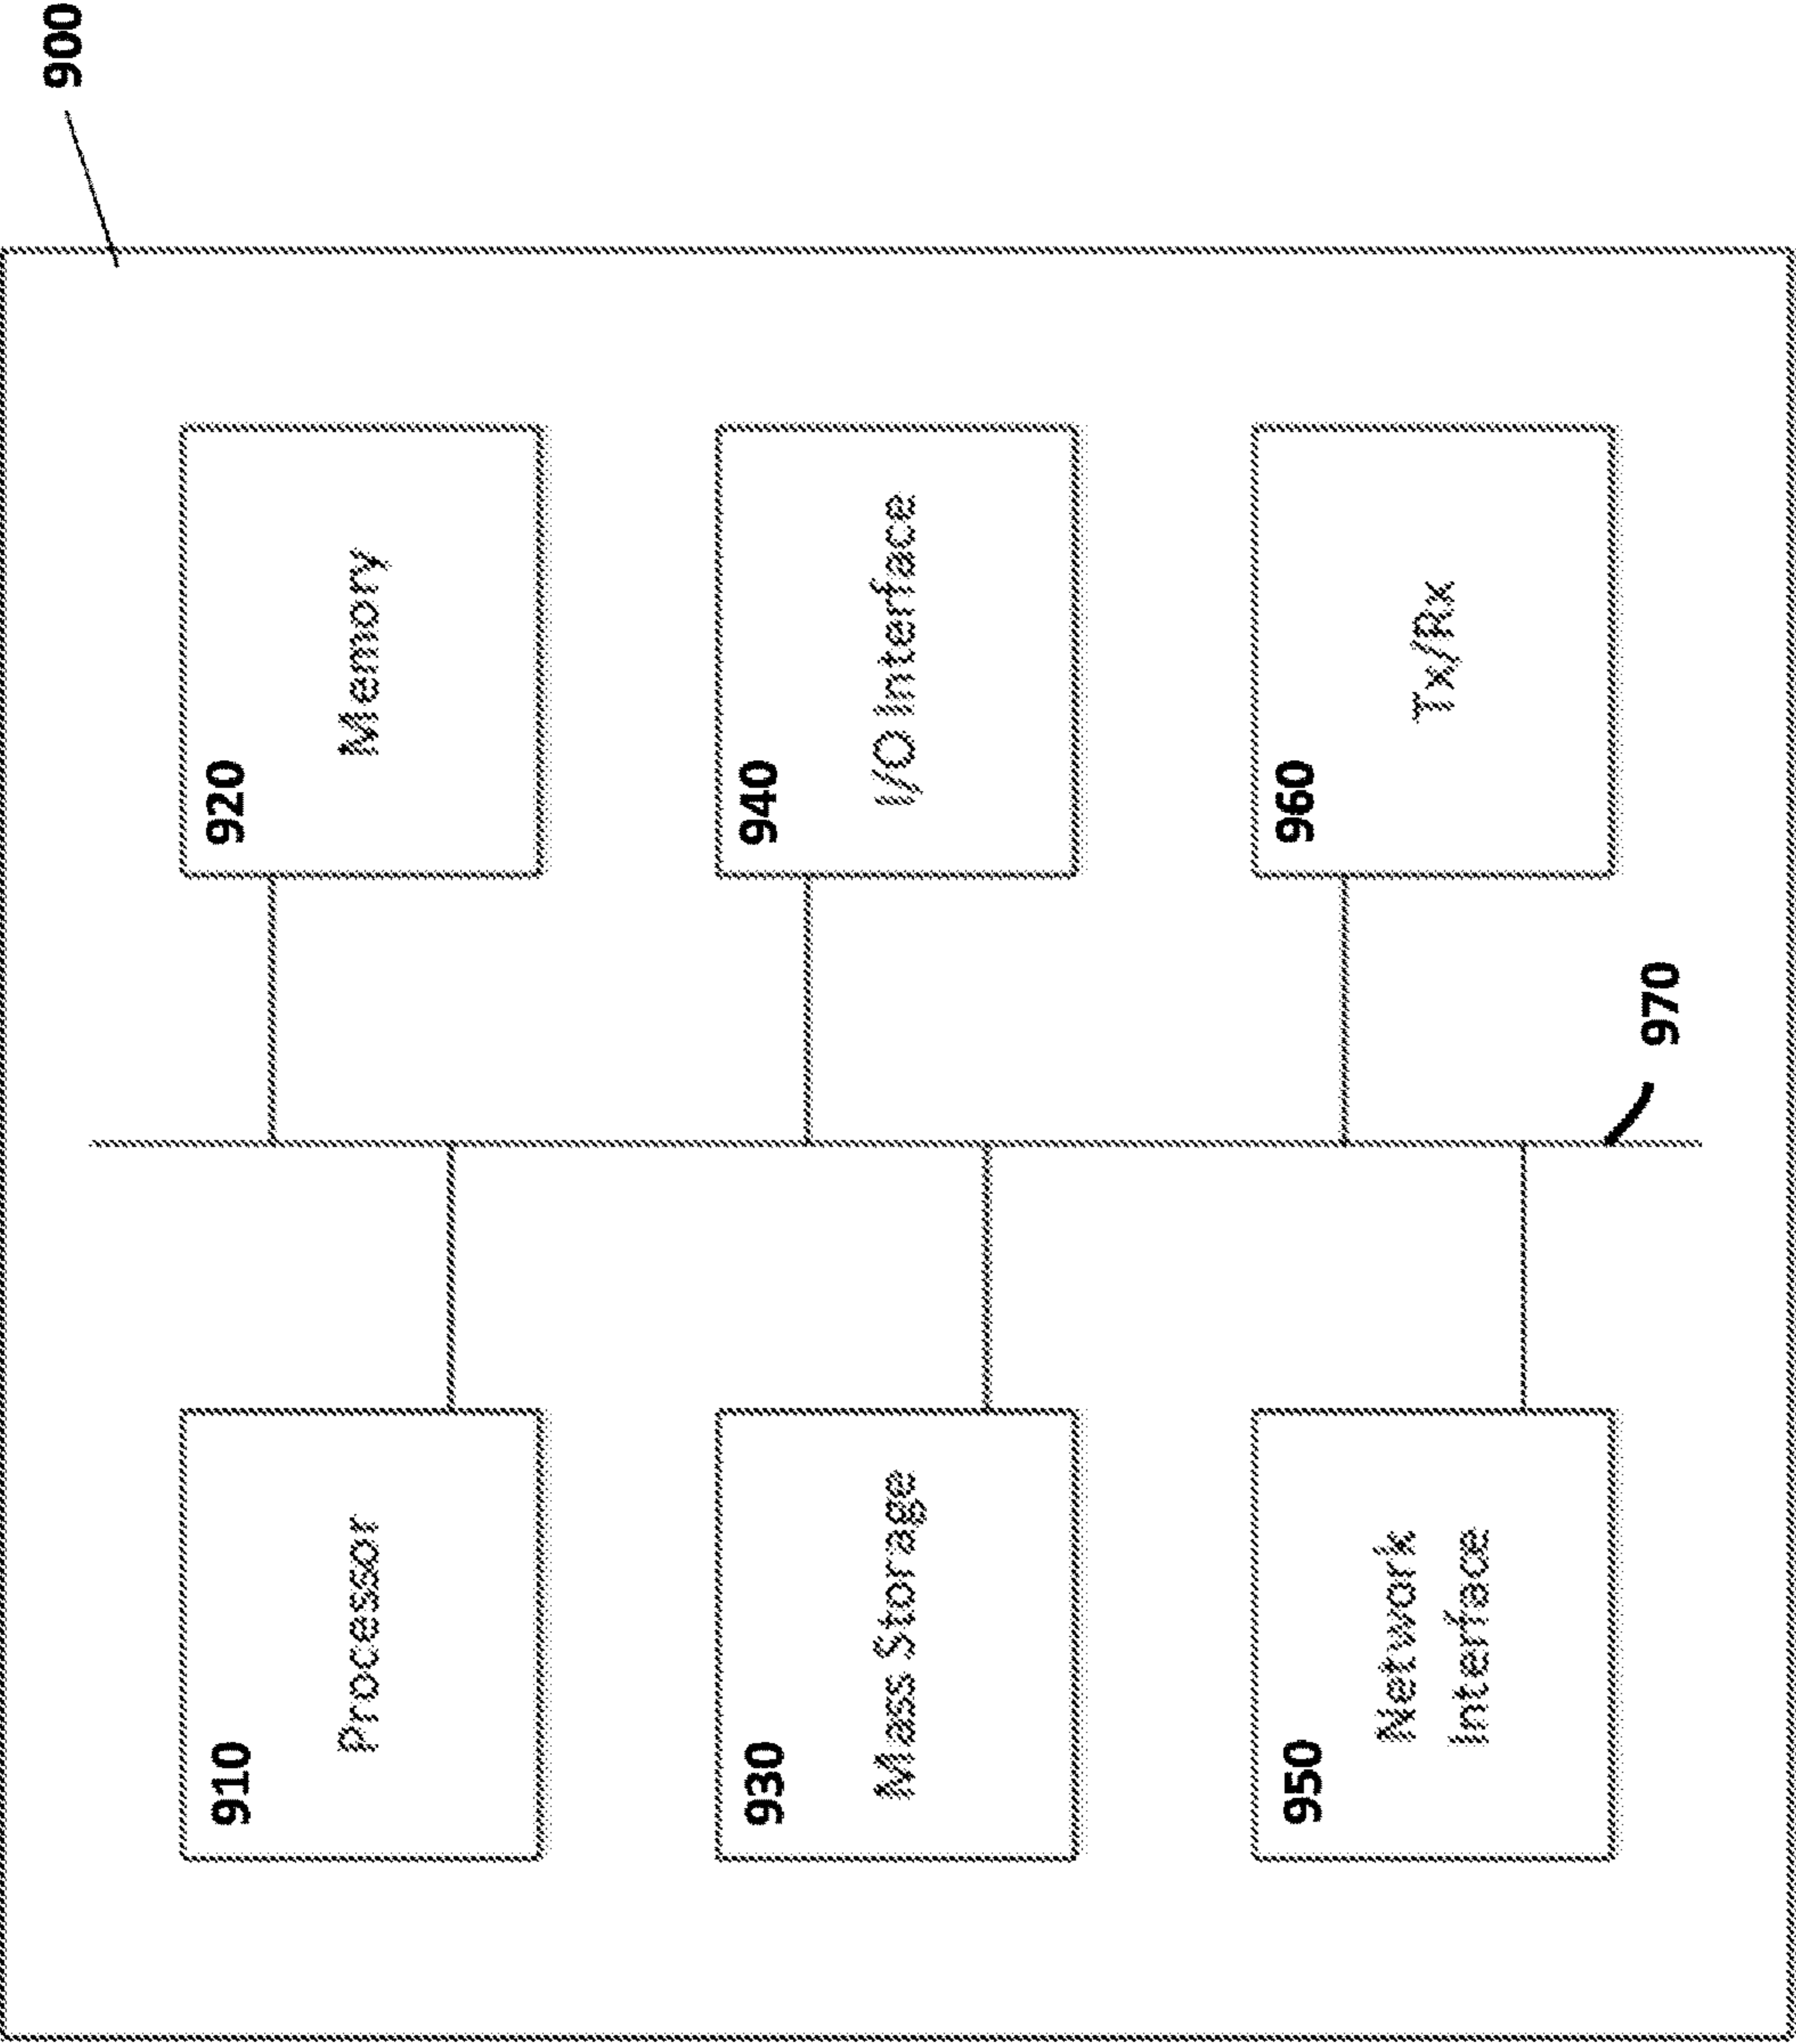 900
910
Processor
920
Memory
930
Mass Storage
940
I/O Interface
950
Network
Interface
960
Tx/Rx
970